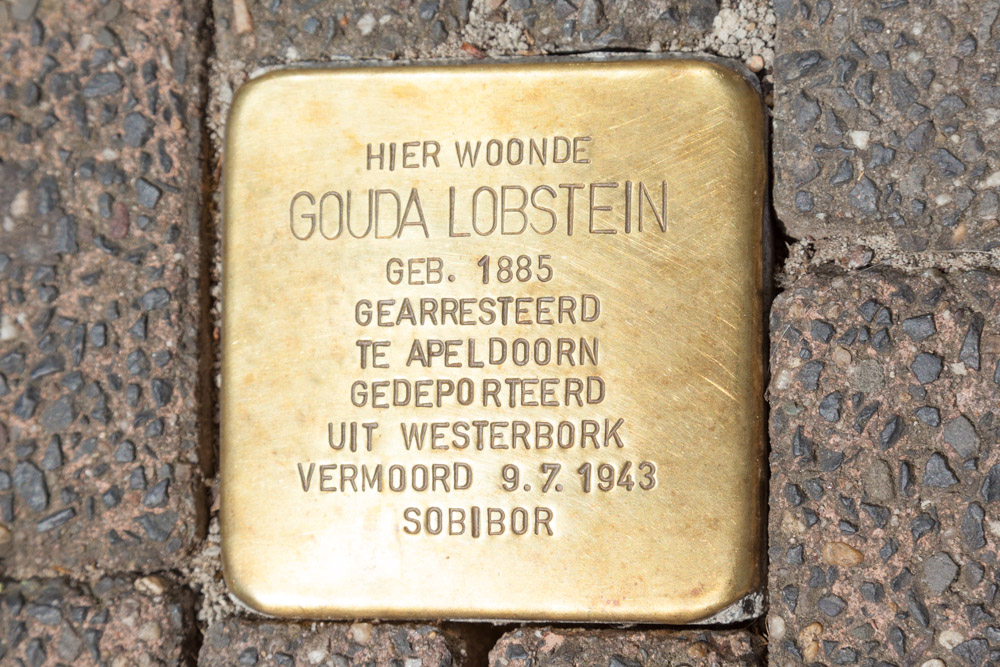 HIER WOONDE
GOUDA LOBSTEIN
GEB. 1885
GEARRESTEERD
TE APELDOORN
GEDEPORTEERD
UIT WESTERBORK
VERMOORD 9.7.1943
SOBIBOR